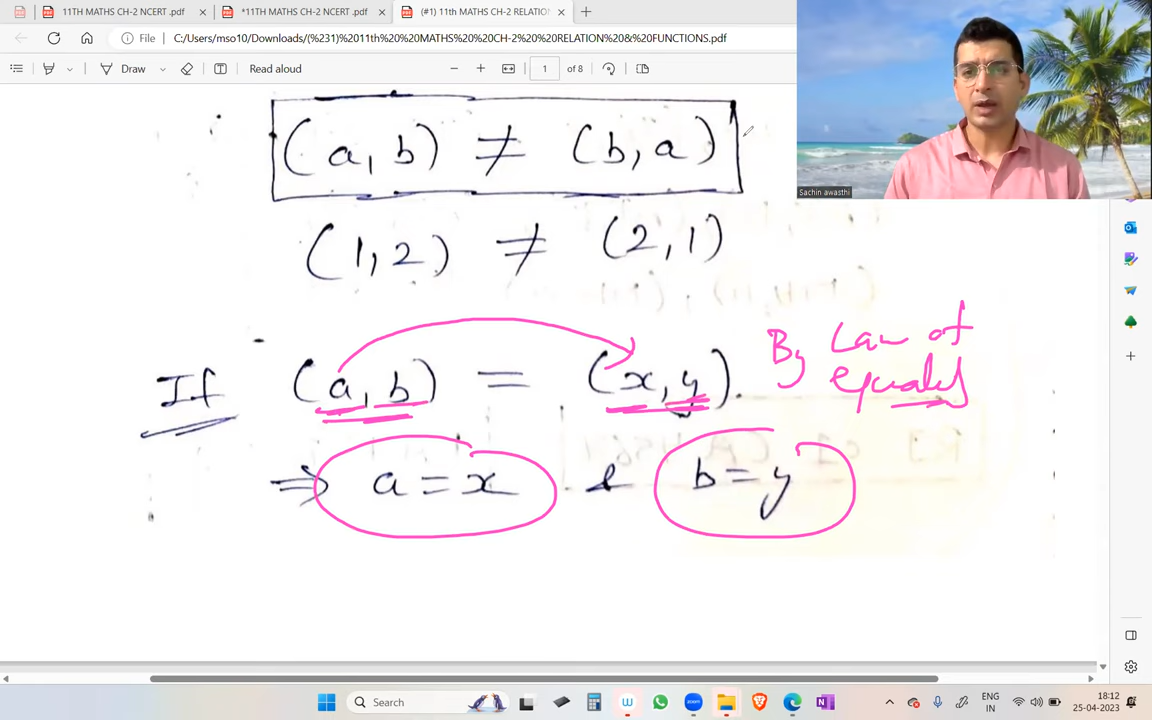 11TH MATHS CH-2 NCERT .pdf
*11TH MATHS CH-2 NCERT.pdf
(#1) 11th MATHS CH-2 RELATION
File
C:/Users/mso10/Downloads/(%231)%2011th%20%20MATHS%20%20CH-2%20%20RELATION%20&%20FUNCTIONS.pdf
Draw
Read aloud
1 of 8
Sachin awasthi
(a, b) ≠ (b, a)
(1, 2) ≠ (2, 1)
If (a, b) = (x, y).
By Law of
⇒ a = x & b = y
Search
ENG
IN
18:12
25-04-2023